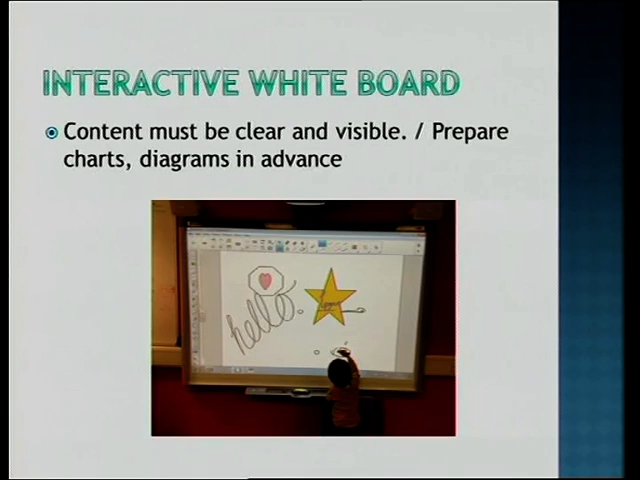 INTERACTIVE WHITE BOARD
Content must be clear and visible. / Prepare
charts, diagrams in advance
hello